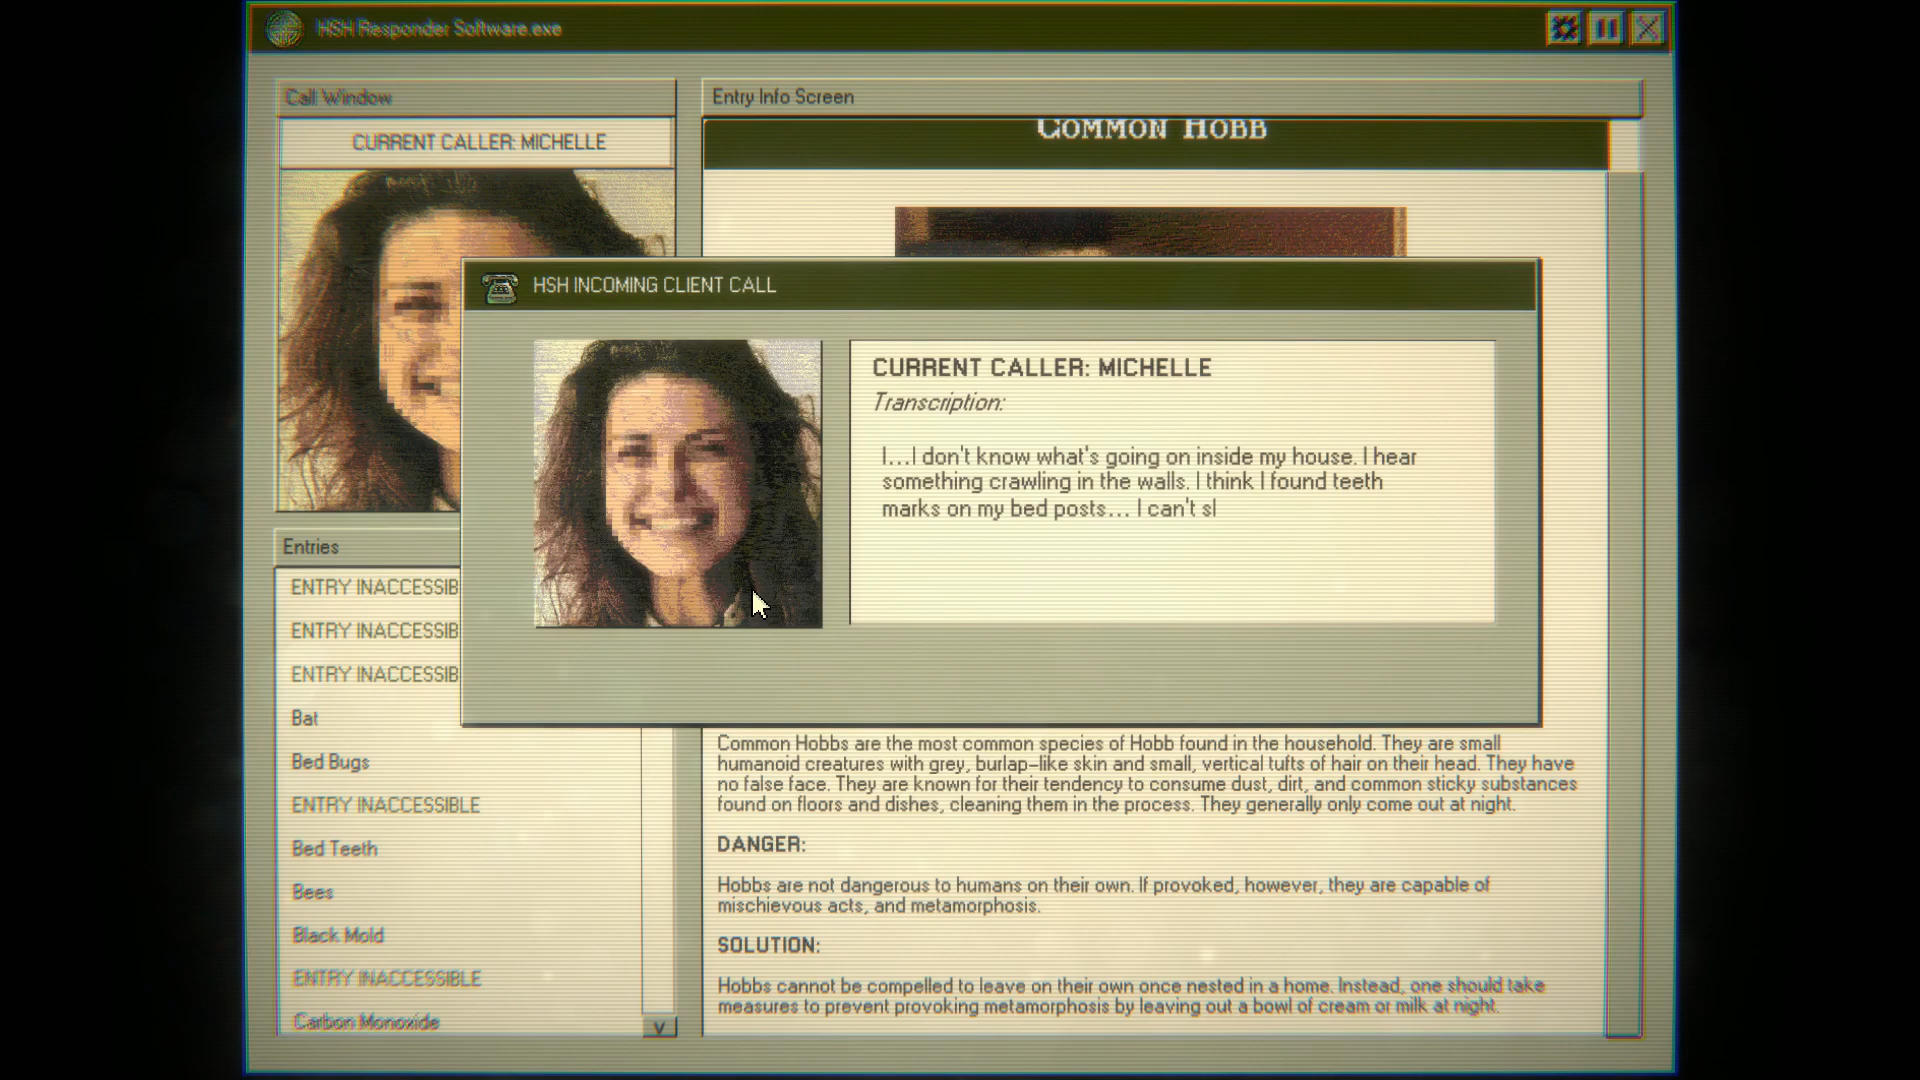 HSH Responder Software.exe
Call Window
CURRENT CALLER: MICHELLE
Entries
ENTRY INACCESSIB
ENTRY INACCESSIB
ENTRY INACCESSIB
Bat
Bed Bugs
ENTRY INACCESSIBLE
Bed Teeth
Bees
Black Mold
ENTRY INACCESSIBLE
Carbon Monoxide
V
Entry Info Screen
COMMON HOBB
HSH INCOMING CLIENT CALL
CURRENT CALLER: MICHELLE
Transcription:
I...I don't know what's going on inside my house. I hear
something crawling in the walls. I think I found teeth
marks on my bed posts... I can't sl
Common Hobbs are the most common species of Hobb found in the household. They are small
humanoid creatures with grey, burlap-like skin and small, vertical tufts of hair on their head. They have
no false face. They are known for their tendency to consume dust, dirt, and common sticky substances
found on floors and dishes, cleaning them in the process. They generally only come out at night.
DANGER:
Hobbs are not dangerous to humans on their own. If provoked, however, they are capable of
mischievous acts, and metamorphosis.
SOLUTION:
Hobbs cannot be compelled to leave on their own once nested in a home. Instead, one should take
measures to prevent provoking metamorphosis by leaving out a bowl of cream or milk at night.